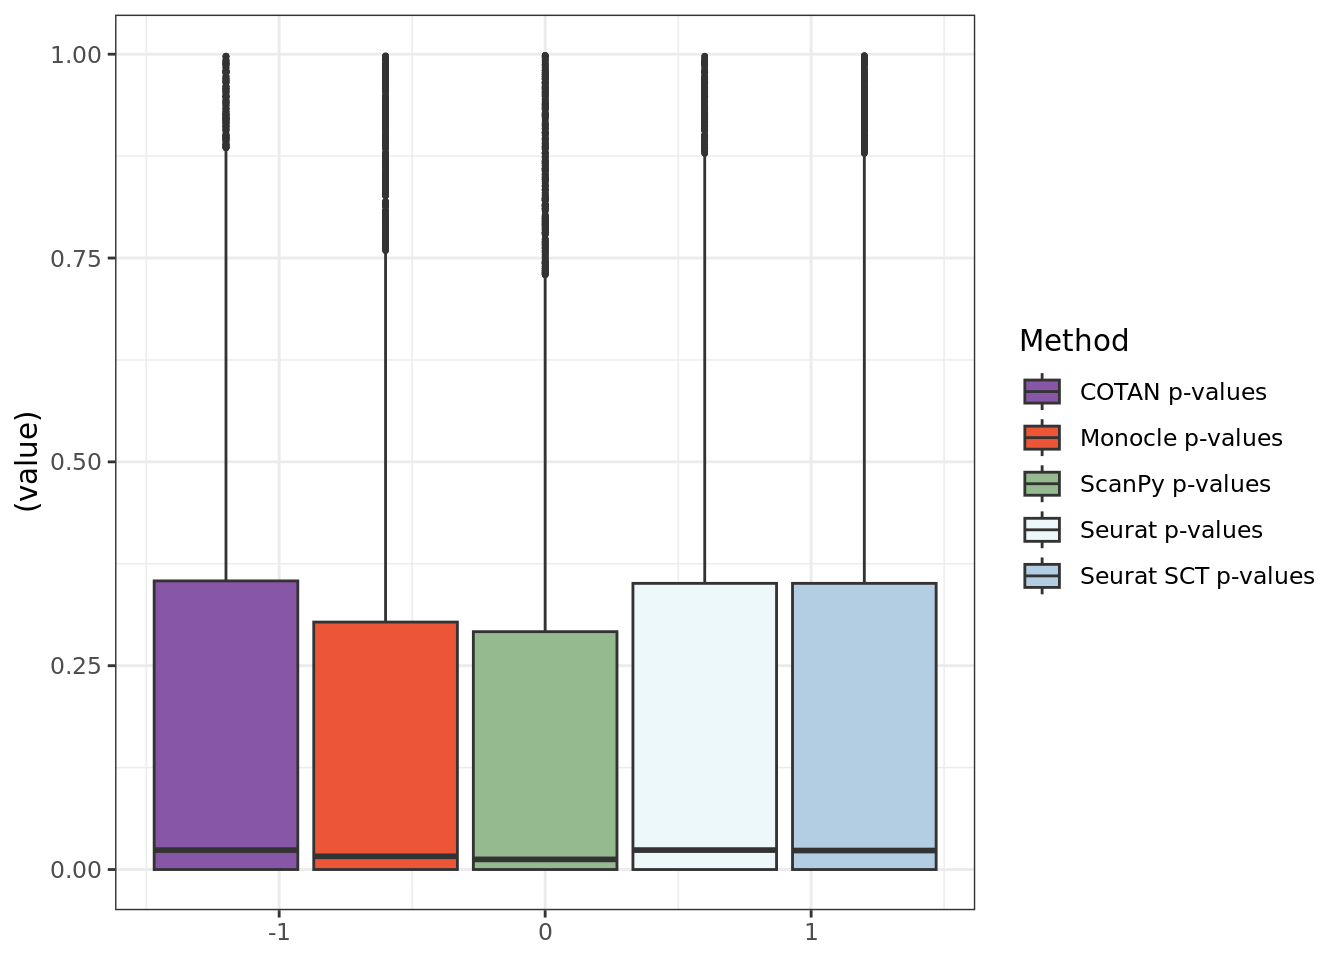 1.00
0.75
0.50
0.25
0.00
(value)
-1
0
1
Method
COTAN p-values
Monocle p-values
ScanPy p-values
Seurat p-values
Seurat SCT p-values